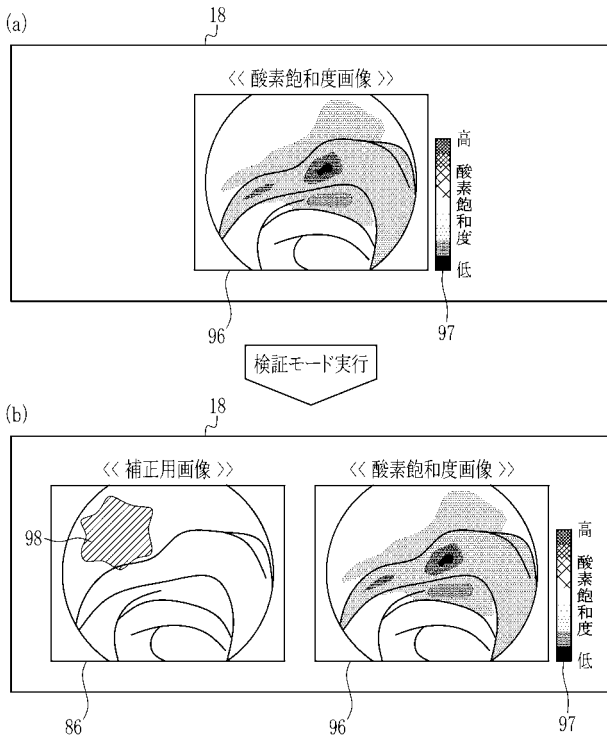 (a)
18
<< 酸素飽和度画像 >>
高
酸素飽和度
低
96
97
検証モード実行
(b)
18
<< 補正用画像 >>
<< 酸素飽和度画像 >>
98
高
酸素飽和度
低
86
96
97